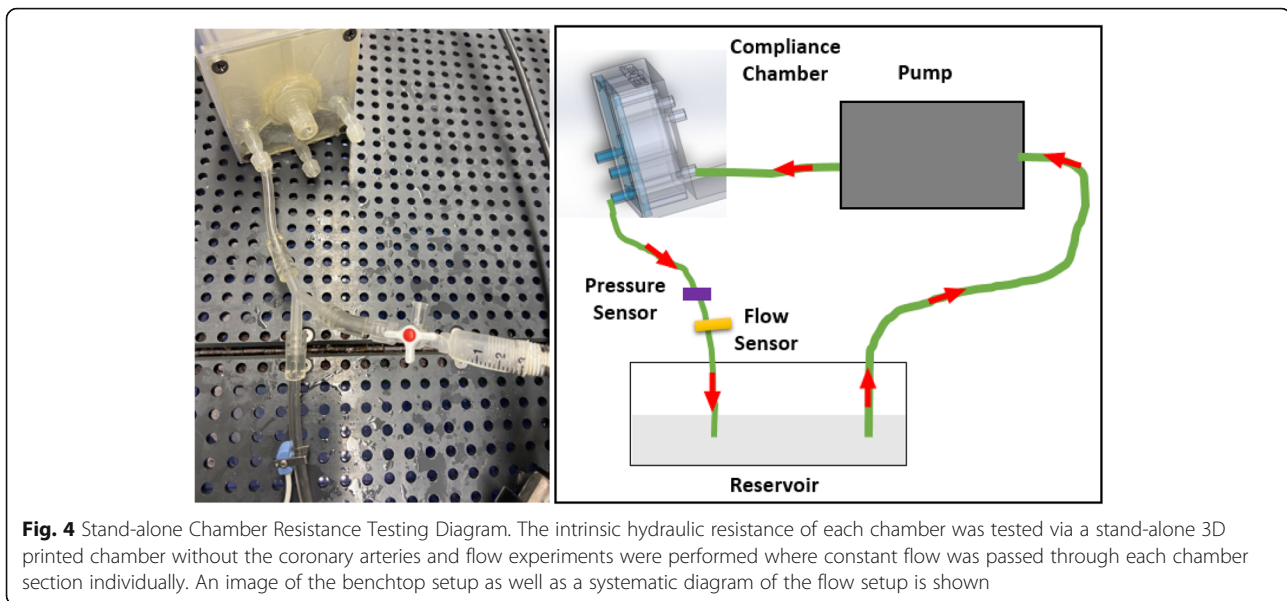 Compliance
Chamber
Pump
Pressure
Sensor
Flow
Sensor
Reservoir
1
2
3
Fig. 4 Stand-alone Chamber Resistance Testing Diagram. The intrinsic hydraulic resistance of each chamber was tested via a stand-alone 3D
printed chamber without the coronary arteries and flow experiments were performed where constant flow was passed through each chamber
section individually. An image of the benchtop setup as well as a systematic diagram of the flow setup is shown